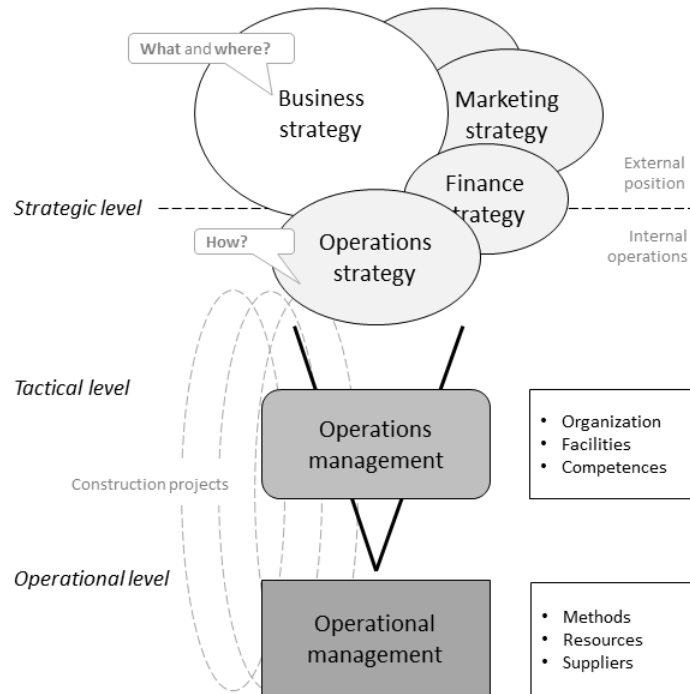 What and where?
Business
strategy
Marketing
strategy
External
position
Finance
strategy
Strategic level
Internal
operations
How?
Operations
strategy
Tactical level
Operations
management
• Organization
• Facilities
• Competences
Construction projects
Operational level
Operational
management
• Methods
• Resources
• Suppliers